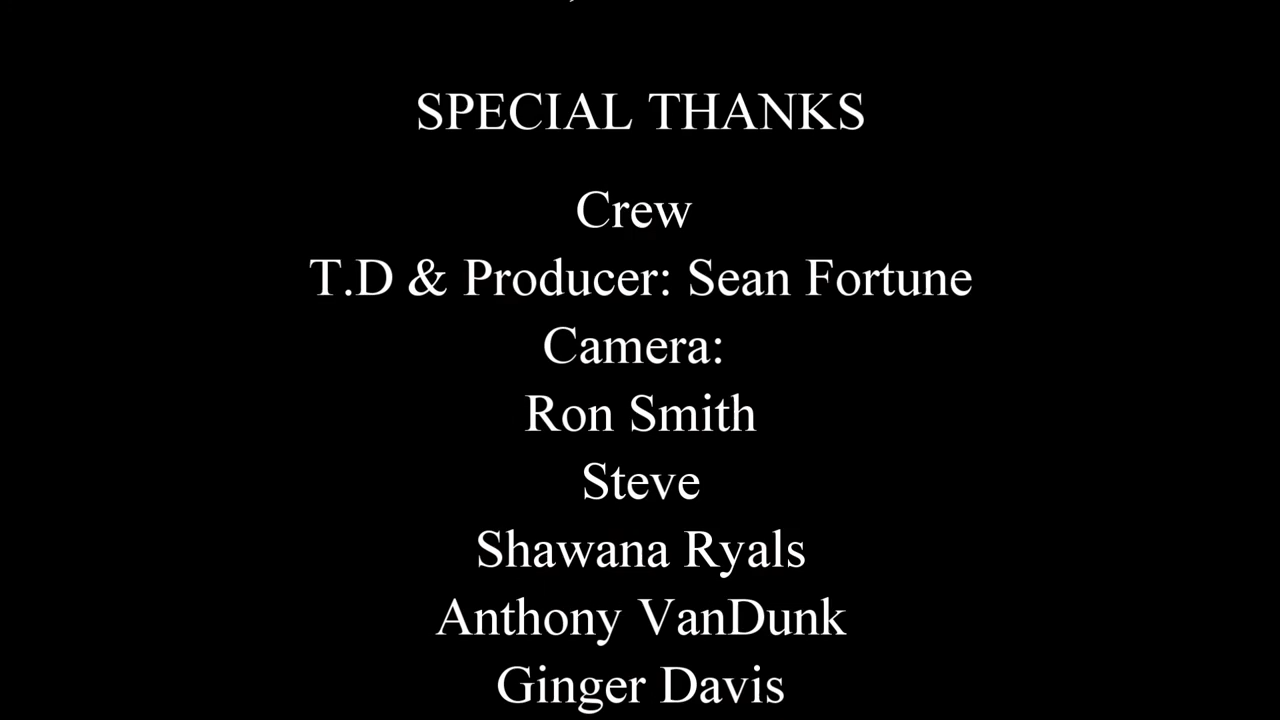 SPECIAL THANKS
Crew
T.D & Producer: Sean Fortune
Camera:
Ron Smith
Steve
Shawana Ryals
Anthony VanDunk
Ginger Davis